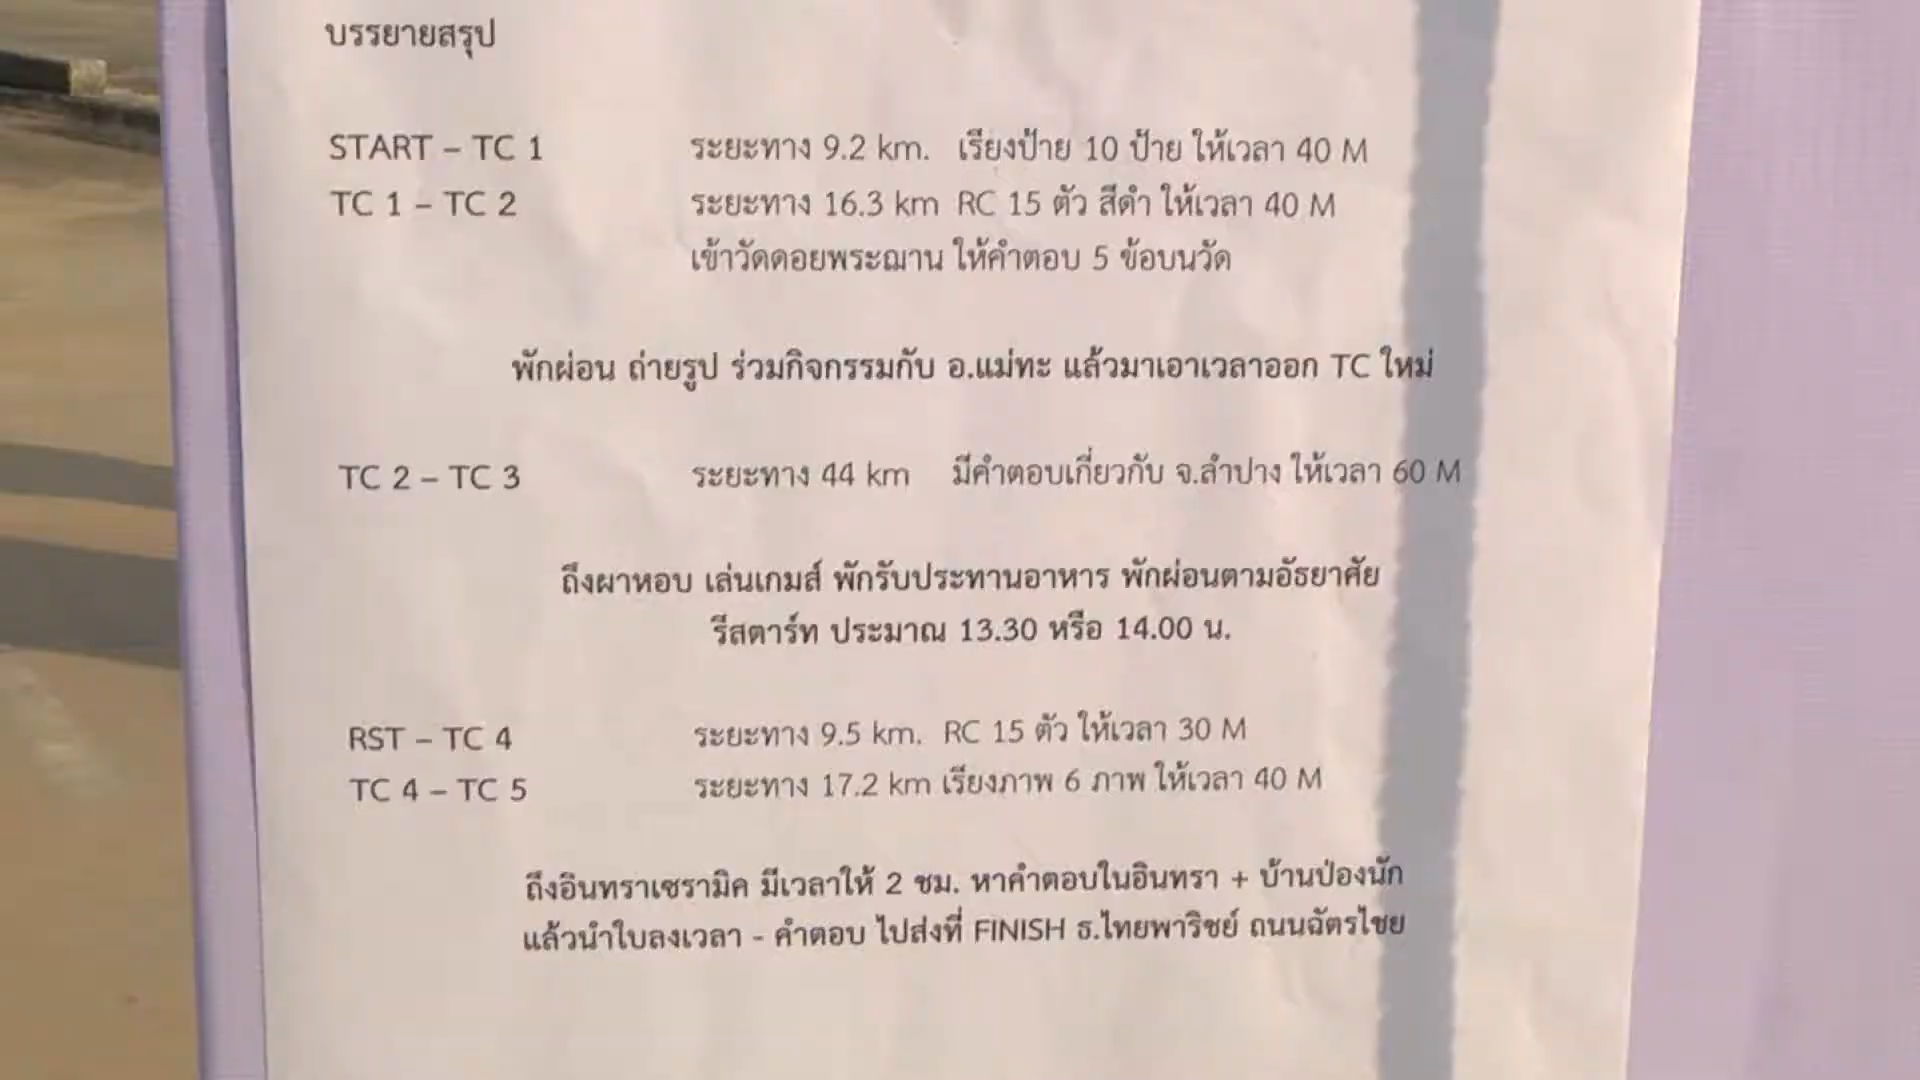 บรรยายสรุป
START – TC 1 ระยะทาง 9.2 km. เรียงป้าย 10 ป้าย ให้เวลา 40 M
TC 1 – TC 2 ระยะทาง 16.3 km RC 15 ตัว สีดำ ให้เวลา 40 M
เข้าวัดดอยพระฌาน ให้คำตอบ 5 ข้อบนวัด
พักผ่อน ถ่ายรูป ร่วมกิจกรรมกับ อ.แม่ทะ แล้วมาเอาเวลาออก TC ใหม่
TC 2 – TC 3 ระยะทาง 44 km มีคำตอบเกี่ยวกับ จ.ลำปาง ให้เวลา 60 M
ถึงผาหอบ เล่นเกมส์ พักรับประทานอาหาร พักผ่อนตามอัธยาศัย
รีสตาร์ท ประมาณ 13.30 หรือ 14.00 น.
RST – TC 4 ระยะทาง 9.5 km. RC 15 ตัว ให้เวลา 30 M
TC 4 – TC 5 ระยะทาง 17.2 km เรียงภาพ 6 ภาพ ให้เวลา 40 M
ถึงอินทราเซรามิค มีเวลาให้ 2 ชม. หาคำตอบในอินทรา + บ้านป่องนัก
แล้วนำใบลงเวลา - คำตอบ ไปส่งที่ FINISH ธ.ไทยพาริชย์ ถนนฉัตรไชย